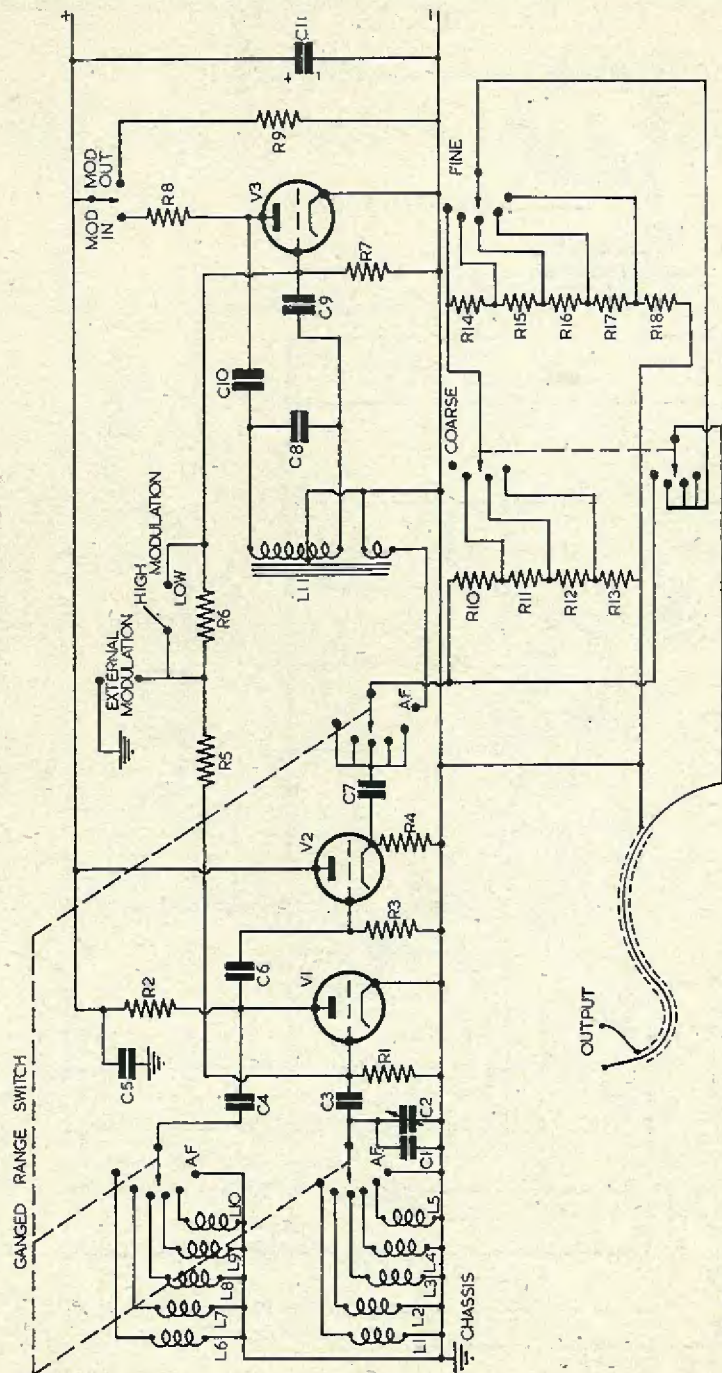 GANGED RANGE SWITCH
+
−
MOD IN
MOD OUT
C11
+
R8
R9
V3
R7
C9
C10
C8
L11
EXTERNAL
MODULATION
HIGH
MODULATION
LOW
R6
R5
AF
C7
V2
R4
R3
C6
R2
V1
R1
C5
C4
C3
C2
C1
AF
AF
L6
L7
L8
L9
L10
L1
L2
L3
L4
L5
CHASSIS
COARSE
FINE
R10
R11
R12
R13
R14
R15
R16
R17
R18
OUTPUT